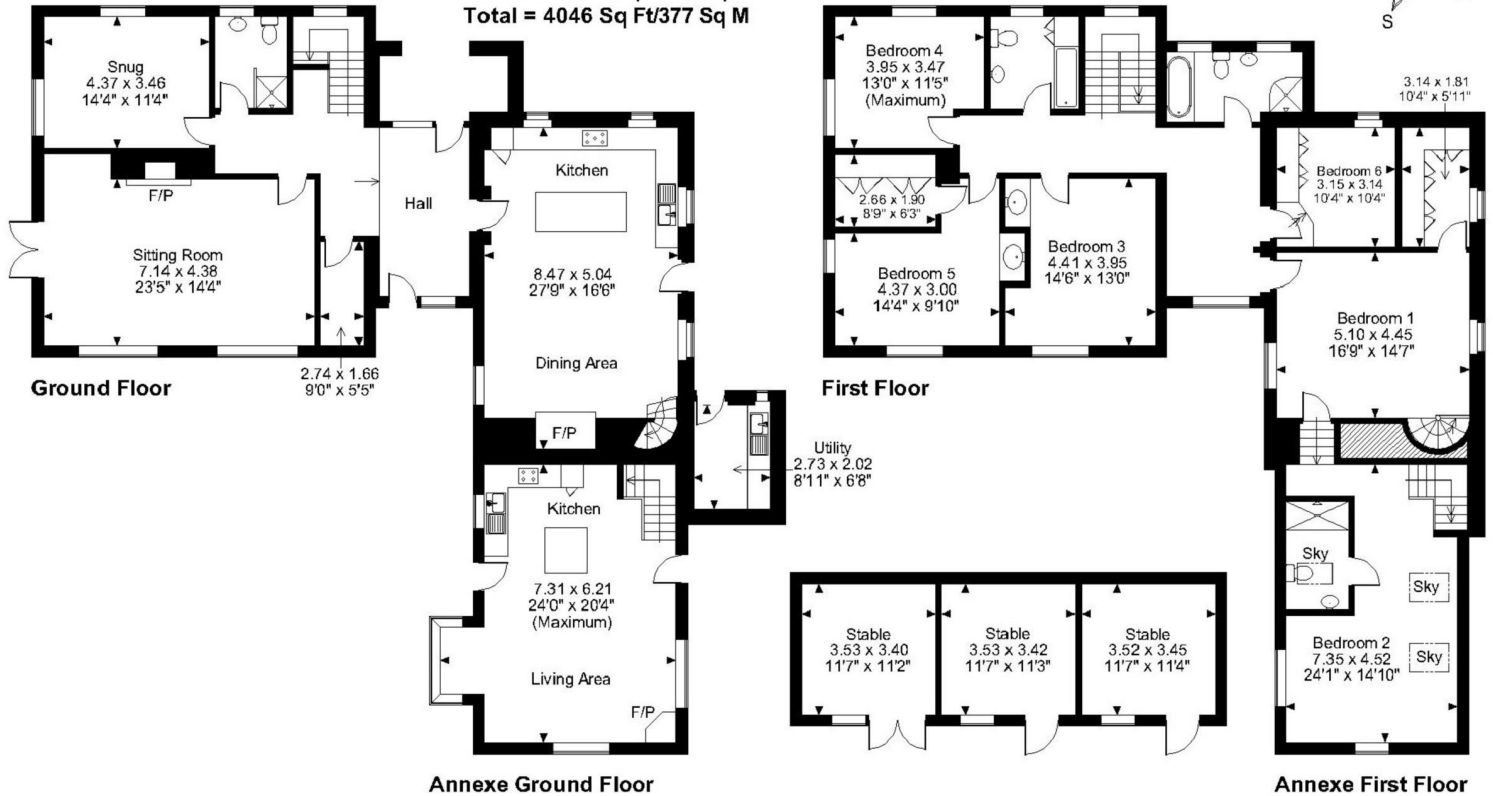 Total = 4046 Sq Ft/377 Sq M
S
Snug
4.37 x 3.46
14'4" x 11'4"
F/P
Sitting Room
7.14 x 4.38
23'5" x 14'4"
Hall
2.74 x 1.66
9'0" x 5'5"
Ground Floor
Kitchen
8.47 x 5.04
27'9" x 16'6"
Dining Area
F/P
Utility
2.73 x 2.02
8'11" x 6'8"
Kitchen
7.31 x 6.21
24'0" x 20'4"
(Maximum)
Living Area
F/P
Annexe Ground Floor
Bedroom 4
3.95 x 3.47
13'0" x 11'5"
(Maximum)
2.66 x 1.90
8'9" x 6'3"
Bedroom 5
4.37 x 3.00
14'4" x 9'10"
Bedroom 3
4.41 x 3.95
14'6" x 13'0"
3.14 x 1.81
10'4" x 5'11"
Bedroom 6
3.15 x 3.14
10'4" x 10'4"
Bedroom 1
5.10 x 4.45
16'9" x 14'7"
First Floor
Stable
3.53 x 3.40
11'7" x 11'2"
Stable
3.53 x 3.42
11'7" x 11'3"
Stable
3.52 x 3.45
11'7" x 11'4"
Sky
Sky
Bedroom 2
7.35 x 4.52
24'1" x 14'10"
Sky
Annexe First Floor